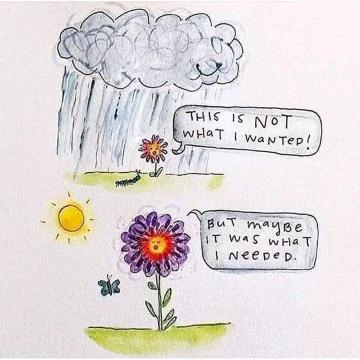 THIS IS NOT
WHAT I WANTED!
BUT MAYBE
IT WAS WHAT
I NEEDED.